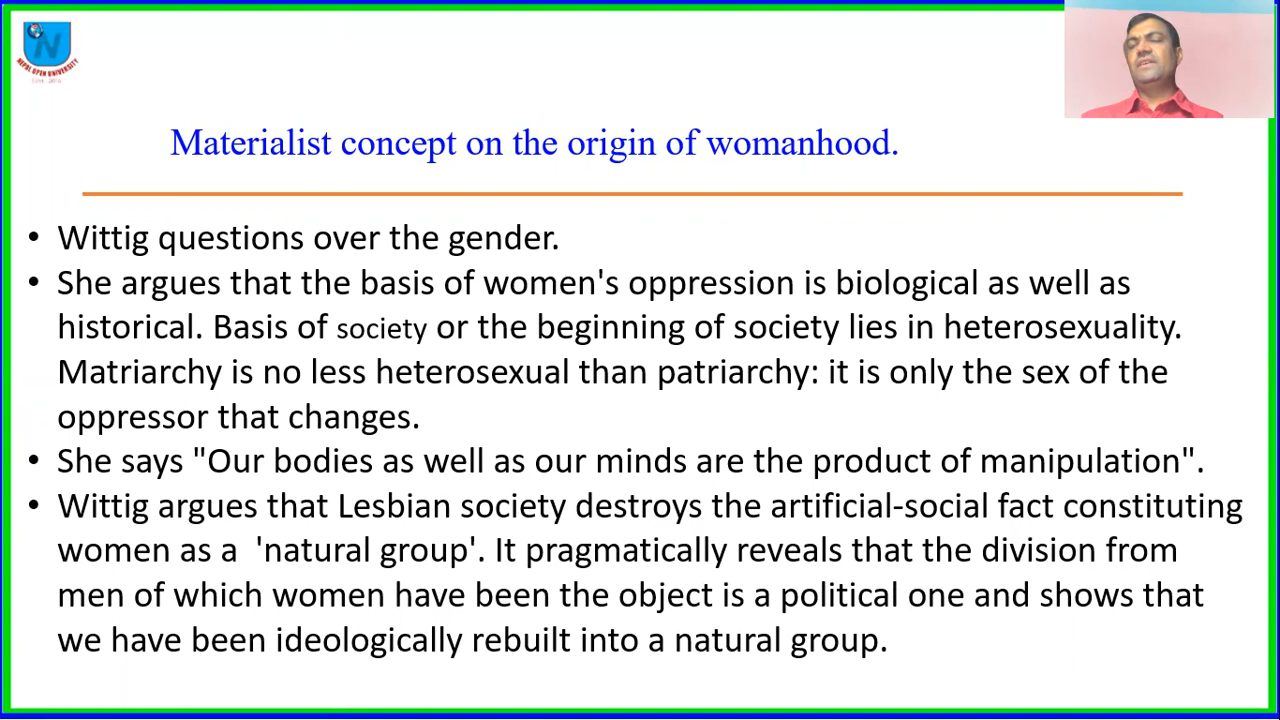 N
NEPAL OPEN UNIVERSITY
Materialist concept on the origin of womanhood.
• Wittig questions over the gender.
• She argues that the basis of women's oppression is biological as well as
historical. Basis of society or the beginning of society lies in heterosexuality.
Matriarchy is no less heterosexual than patriarchy: it is only the sex of the
oppressor that changes.
• She says "Our bodies as well as our minds are the product of manipulation".
• Wittig argues that Lesbian society destroys the artificial-social fact constituting
women as a 'natural group'. It pragmatically reveals that the division from
men of which women have been the object is a political one and shows that
we have been ideologically rebuilt into a natural group.